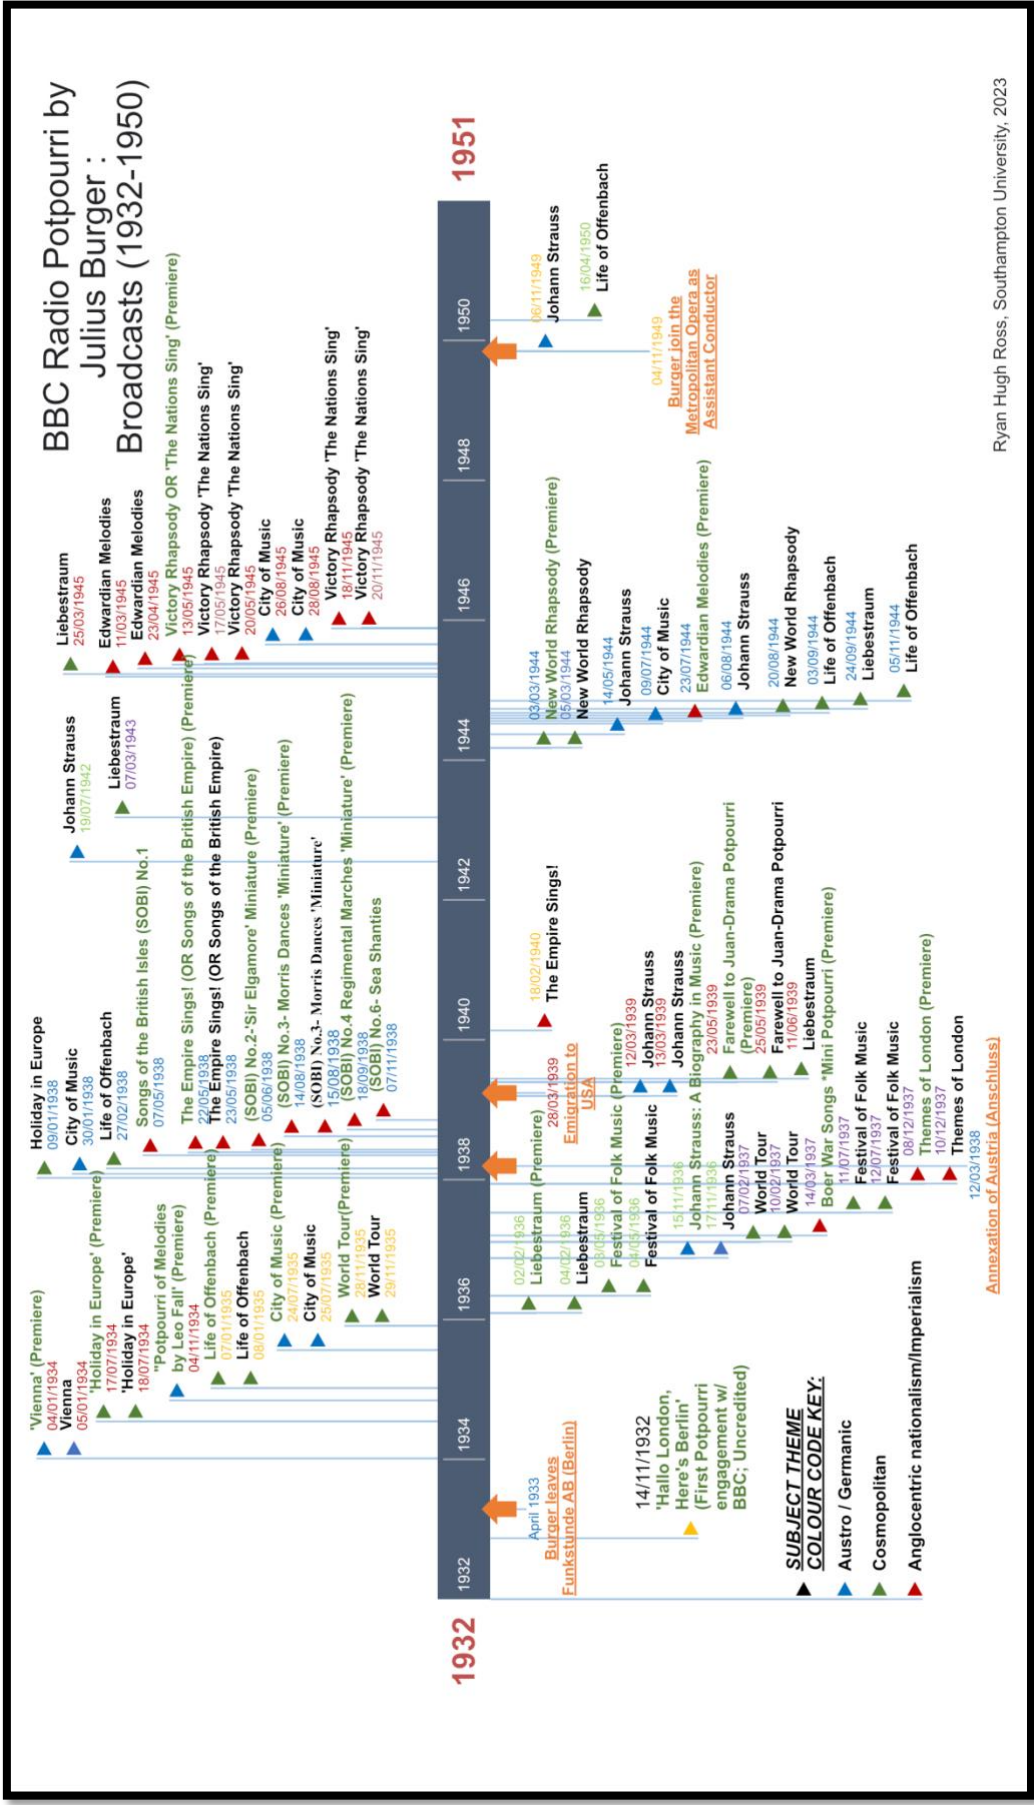 BBC Radio Potpourri by
Julius Burger :
Broadcasts (1932-1950)
'Vienna' (Premiere)
04/01/1934
Vienna
05/01/1934
'Holiday in Europe' (Premiere)
17/07/1934
'Holiday in Europe'
18/07/1934
"Potpourri of Melodies
by Leo Fall' (Premiere)
04/11/1934
Life of Offenbach (Premiere)
07/01/1935
Life of Offenbach
08/01/1935
City of Music (Premiere)
24/07/1935
City of Music
25/07/1935
World Tour(Premiere)
28/11/1935
World Tour
29/11/1935
Holiday in Europe
09/01/1938
City of Music
30/01/1938
Life of Offenbach
27/02/1938
Songs of the British Isles (SOBI) No.1
07/05/1938
The Empire Sings! (OR Songs of the British Empire) (Premiere)
22/05/1938
The Empire Sings! (OR Songs of the British Empire)
23/05/1938
(SOBI) No.2-'Sir Elgamore' Miniature (Premiere)
05/06/1938
(SOBI) No.3- Morris Dances 'Miniature' (Premiere)
14/08/1938
(SOBI) No.3- Morris Dances 'Miniature'
15/08/1938
(SOBI) No.4 Regimental Marches 'Miniature' (Premiere)
18/09/1938
(SOBI) No.6- Sea Shanties
07/11/1938
Johann Strauss
19/07/1942
Liebestraum
07/03/1943
Liebestraum
25/03/1945
Edwardian Melodies
11/03/1945
Edwardian Melodies
23/04/1945
Victory Rhapsody OR 'The Nations Sing' (Premiere)
13/05/1945
Victory Rhapsody 'The Nations Sing'
17/05/1945
Victory Rhapsody 'The Nations Sing'
20/05/1945
City of Music
26/08/1945
City of Music
28/08/1945
Victory Rhapsody 'The Nations Sing'
18/11/1945
Victory Rhapsody 'The Nations Sing'
20/11/1945
1932
1932
1934
1936
1938
1940
1942
1944
1946
1948
1950
1951
April 1933
Burger leaves
Funkstunde AB (Berlin)
14/11/1932
'Hallo London,
Here's Berlin'
(First Potpourri
engagement w/
BBC; Uncredited)
SUBJECT THEME
COLOUR CODE KEY:
Austro / Germanic
Cosmopolitan
Anglocentric nationalism/Imperialism
02/02/1936
Liebestraum (Premiere)
04/02/1936
Liebestraum
03/05/1936
Festival of Folk Music (Premiere)
04/05/1936
Festival of Folk Music
15/11/1936
Johann Strauss: A Biography in Music (Premiere)
17/11/1936
Johann Strauss
07/02/1937
World Tour
10/02/1937
World Tour
14/03/1937
Boer War Songs *Mini Potpourri (Premiere)
11/07/1937
Festival of Folk Music
12/07/1937
Festival of Folk Music
08/12/1937
Themes of London (Premiere)
10/12/1937
Themes of London
12/03/1938
Annexation of Austria (Anschluss)
28/03/1939
Emigration to
USA
12/03/1939
Johann Strauss
13/03/1939
Johann Strauss
23/05/1939
Farewell to Juan-Drama Potpourri
(Premiere)
25/05/1939
Farewell to Juan-Drama Potpourri
11/06/1939
Liebestraum
18/02/1940
The Empire Sings!
03/03/1944
New World Rhapsody (Premiere)
05/03/1944
New World Rhapsody
14/05/1944
Johann Strauss
09/07/1944
City of Music
23/07/1944
Edwardian Melodies (Premiere)
06/08/1944
Johann Strauss
20/08/1944
New World Rhapsody
03/09/1944
Life of Offenbach
24/09/1944
Liebestraum
05/11/1944
Life of Offenbach
06/11/1949
Johann Strauss
16/04/1950
Life of Offenbach
04/11/1949
Burger join the
Metropolitan Opera as
Assistant Conductor
Ryan Hugh Ross, Southampton University, 2023